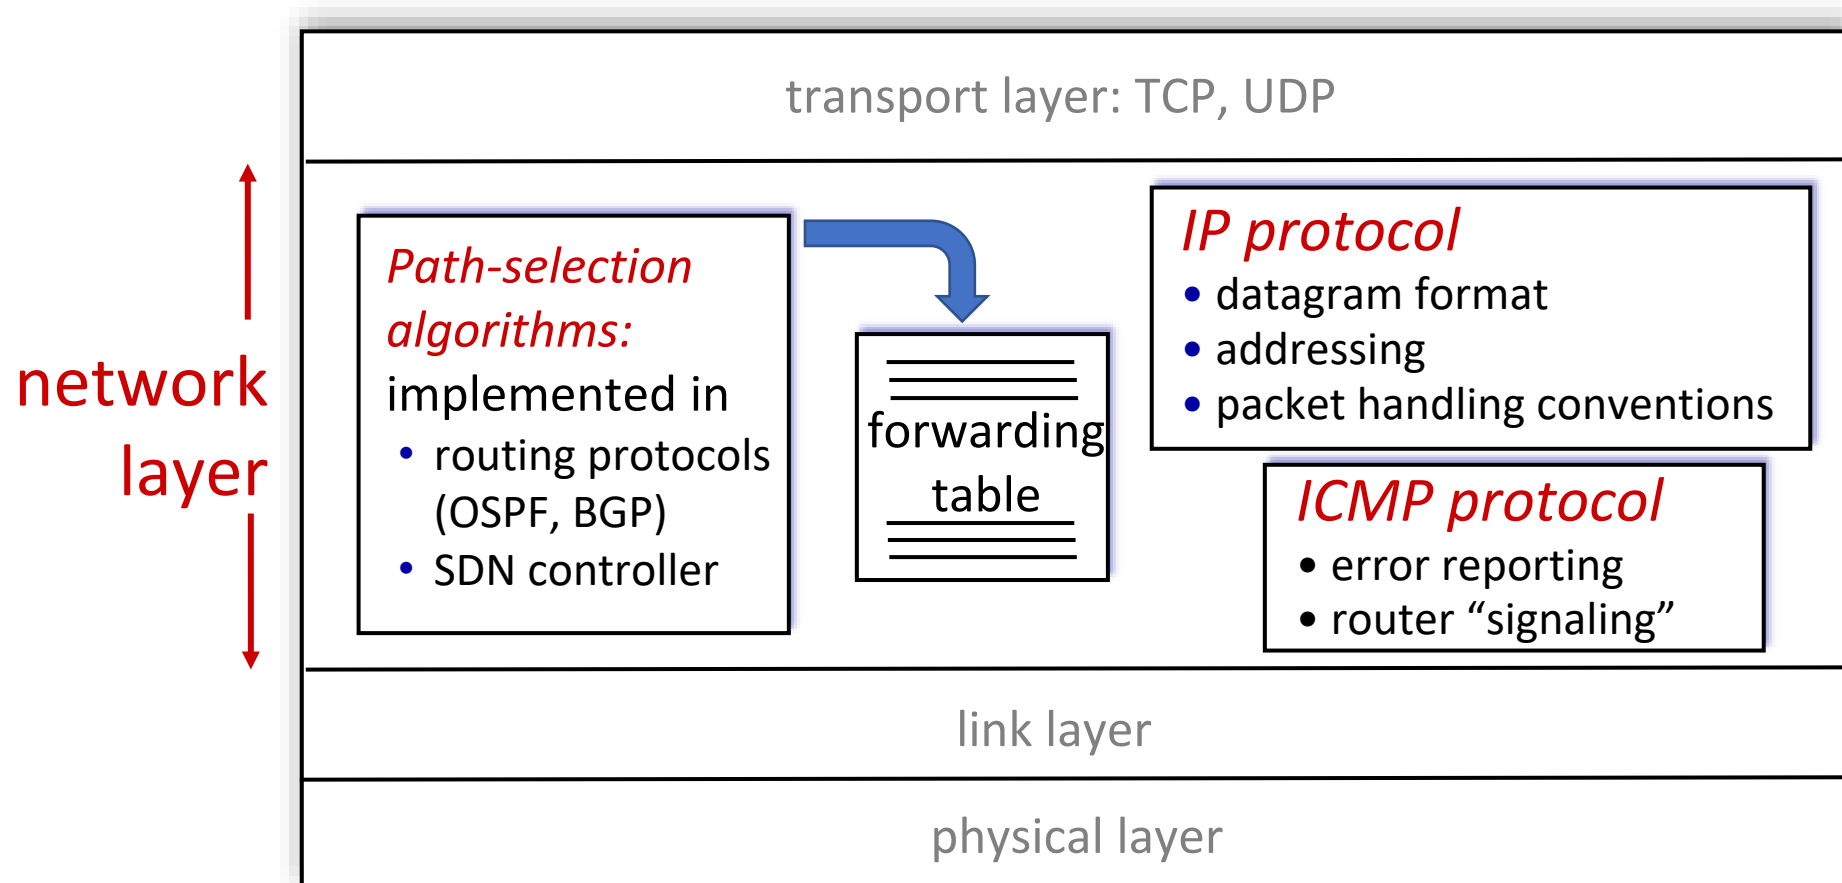 transport layer: TCP, UDP
network
layer
Path-selection
algorithms:
implemented in
• routing protocols
(OSPF, BGP)
• SDN controller
forwarding
table
IP protocol
• datagram format
• addressing
• packet handling conventions
ICMP protocol
• error reporting
• router “signaling”
link layer
physical layer